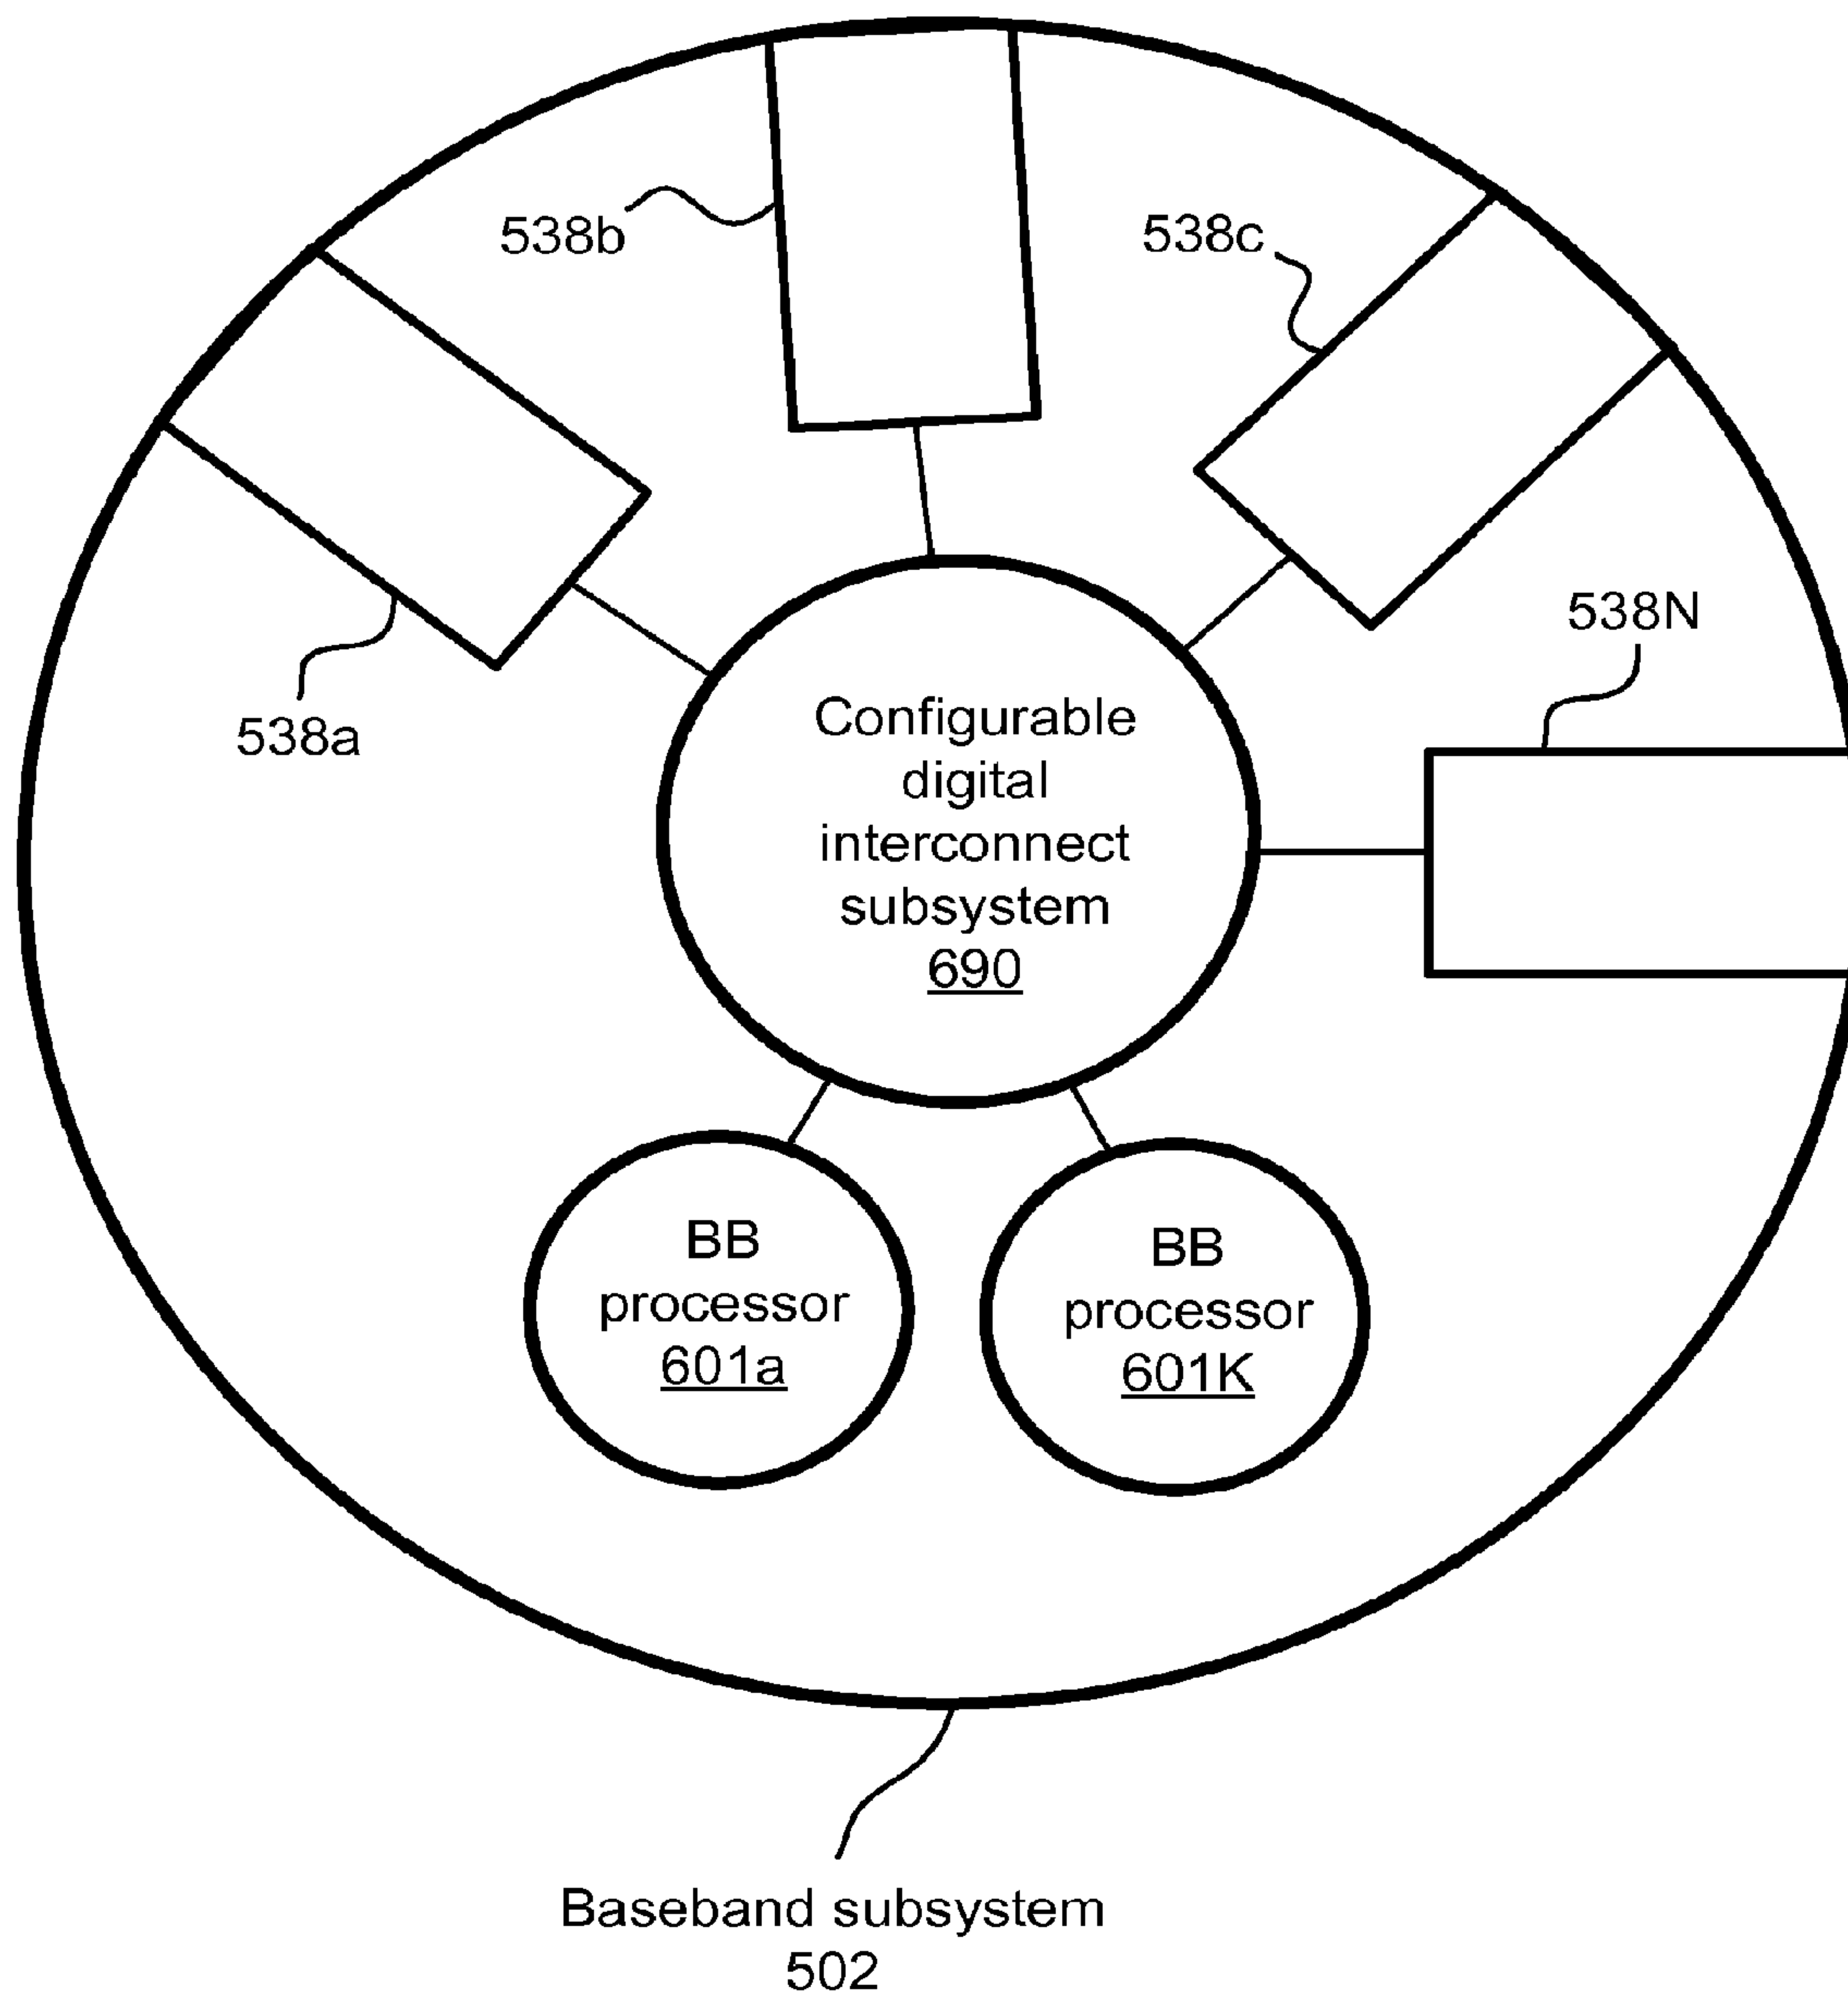 538b
538c
538N
538a
Configurable
digital
interconnect
subsystem
690
BB
processor
601a
BB
processor
601K
Baseband subsystem
502